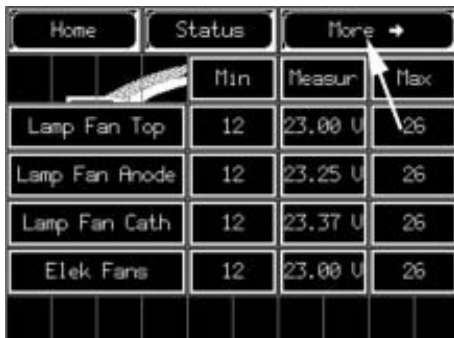 Home Status More →
Min Measur Max
Lamp Fan Top 12 23.00 V 26
Lamp Fan Anode 12 23.25 V 26
Lamp Fan Cath 12 23.37 V 26
Elek Fans 12 23.00 V 26